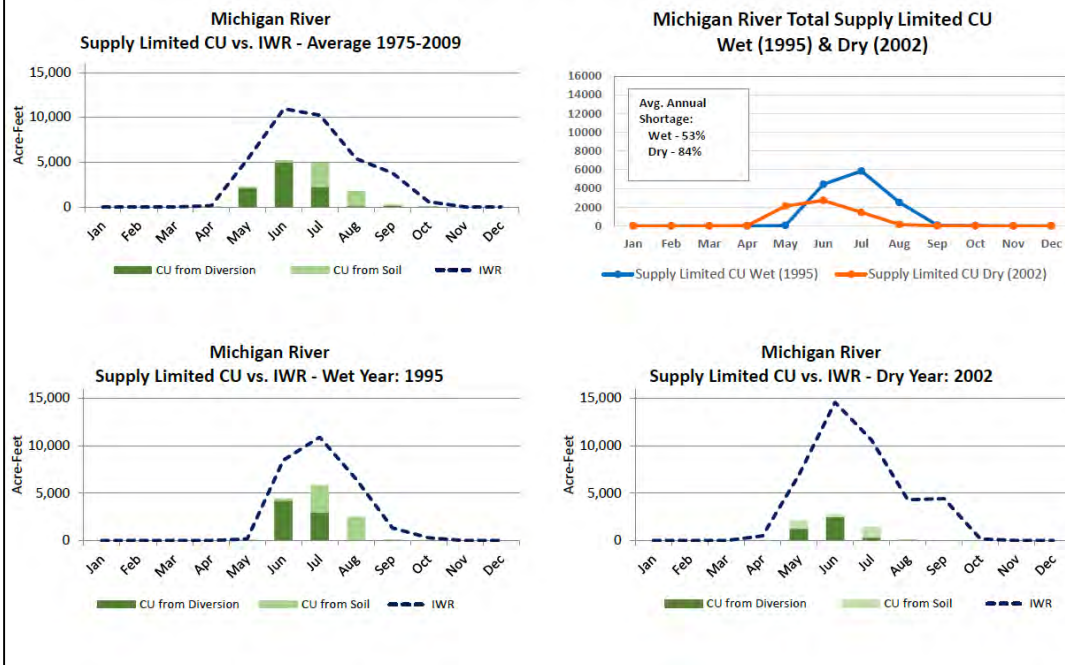 Michigan River
Supply Limited CU vs. IWR - Average 1975-2009
Acre-Feet
15,000
10,000
5,000
0
Jan Feb Mar Apr May Jun Jul Aug Sep Oct Nov Dec
CU from Diversion CU from Soil IWR
Michigan River Total Supply Limited CU
Wet (1995) & Dry (2002)
16000
14000
12000
10000
8000
6000
4000
2000
0
Avg. Annual
Shortage:
Wet - 53%
Dry - 84%
Jan Feb Mar Apr May Jun Jul Aug Sep Oct Nov Dec
Supply Limited CU Wet (1995) Supply Limited CU Dry (2002)
Michigan River
Supply Limited CU vs. IWR - Wet Year: 1995
Acre-Feet
15,000
10,000
5,000
0
Jan Feb Mar Apr May Jun Jul Aug Sep Oct Nov Dec
CU from Diversion CU from Soil IWR
Michigan River
Supply Limited CU vs. IWR - Dry Year: 2002
Acre-Feet
15,000
10,000
5,000
0
Jan Feb Mar Apr May Jun Jul Aug Sep Oct Nov Dec
CU from Diversion CU from Soil IWR